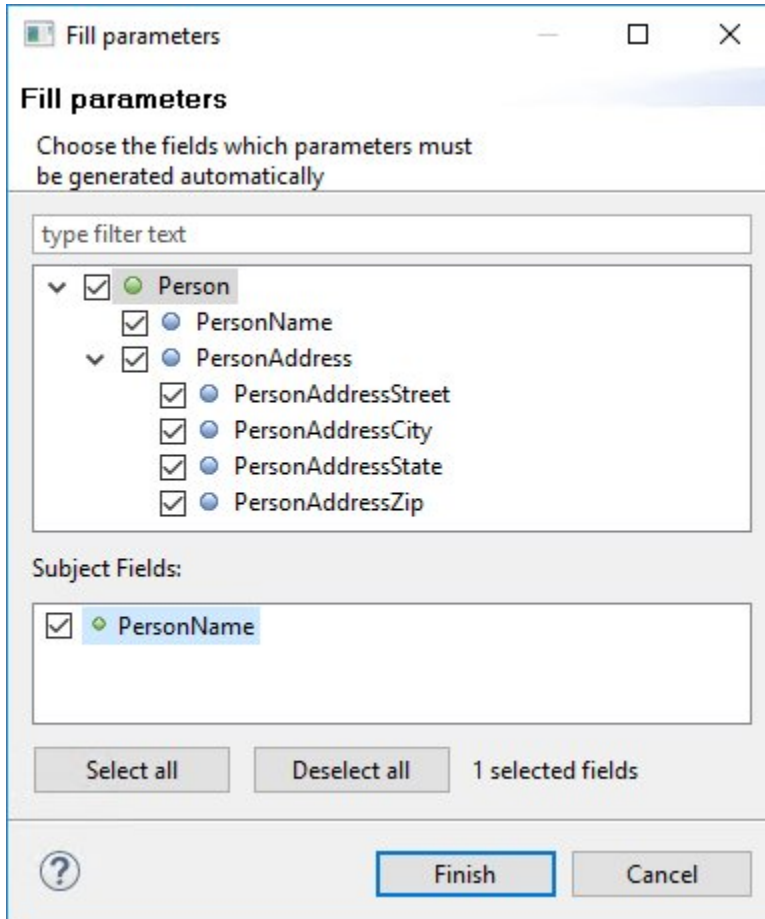 Fill parameters
Fill parameters
Choose the fields which parameters must
be generated automatically
type filter text
Person
PersonName
PersonAddress
PersonAddressStreet
PersonAddressCity
PersonAddressState
PersonAddressZip
Subject Fields:
PersonName
Select all Deselect all 1 selected fields
? Finish Cancel